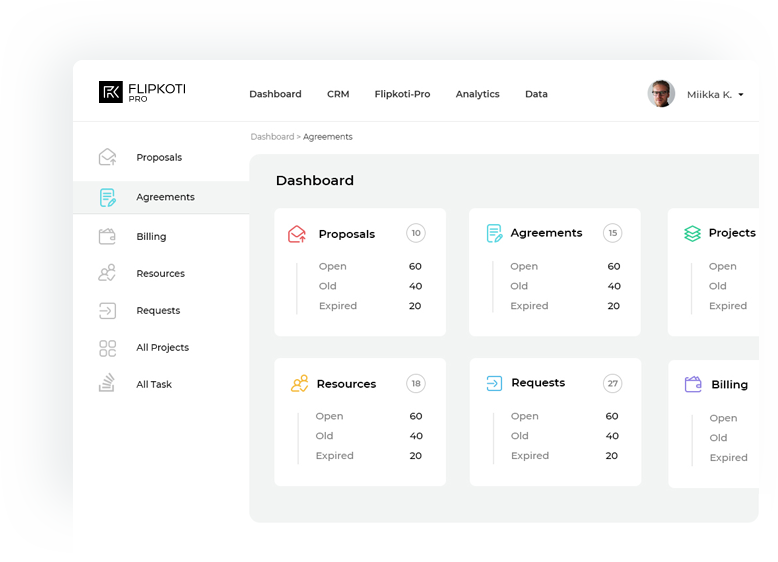 FLIPKOTI
PRO
Dashboard CRM Flipkoti-Pro Analytics Data
Miikka K.
Dashboard > Agreements
Proposals
Agreements
Billing
Resources
Requests
All Projects
All Task
Dashboard
Proposals 10
Open 60
Old 40
Expired 20
Agreements 15
Open 60
Old 40
Expired 20
Projects
Open
Old
Expired
Resources 18
Open 60
Old 40
Expired 20
Requests 27
Open 60
Old 40
Expired 20
Billing
Open
Old
Expired